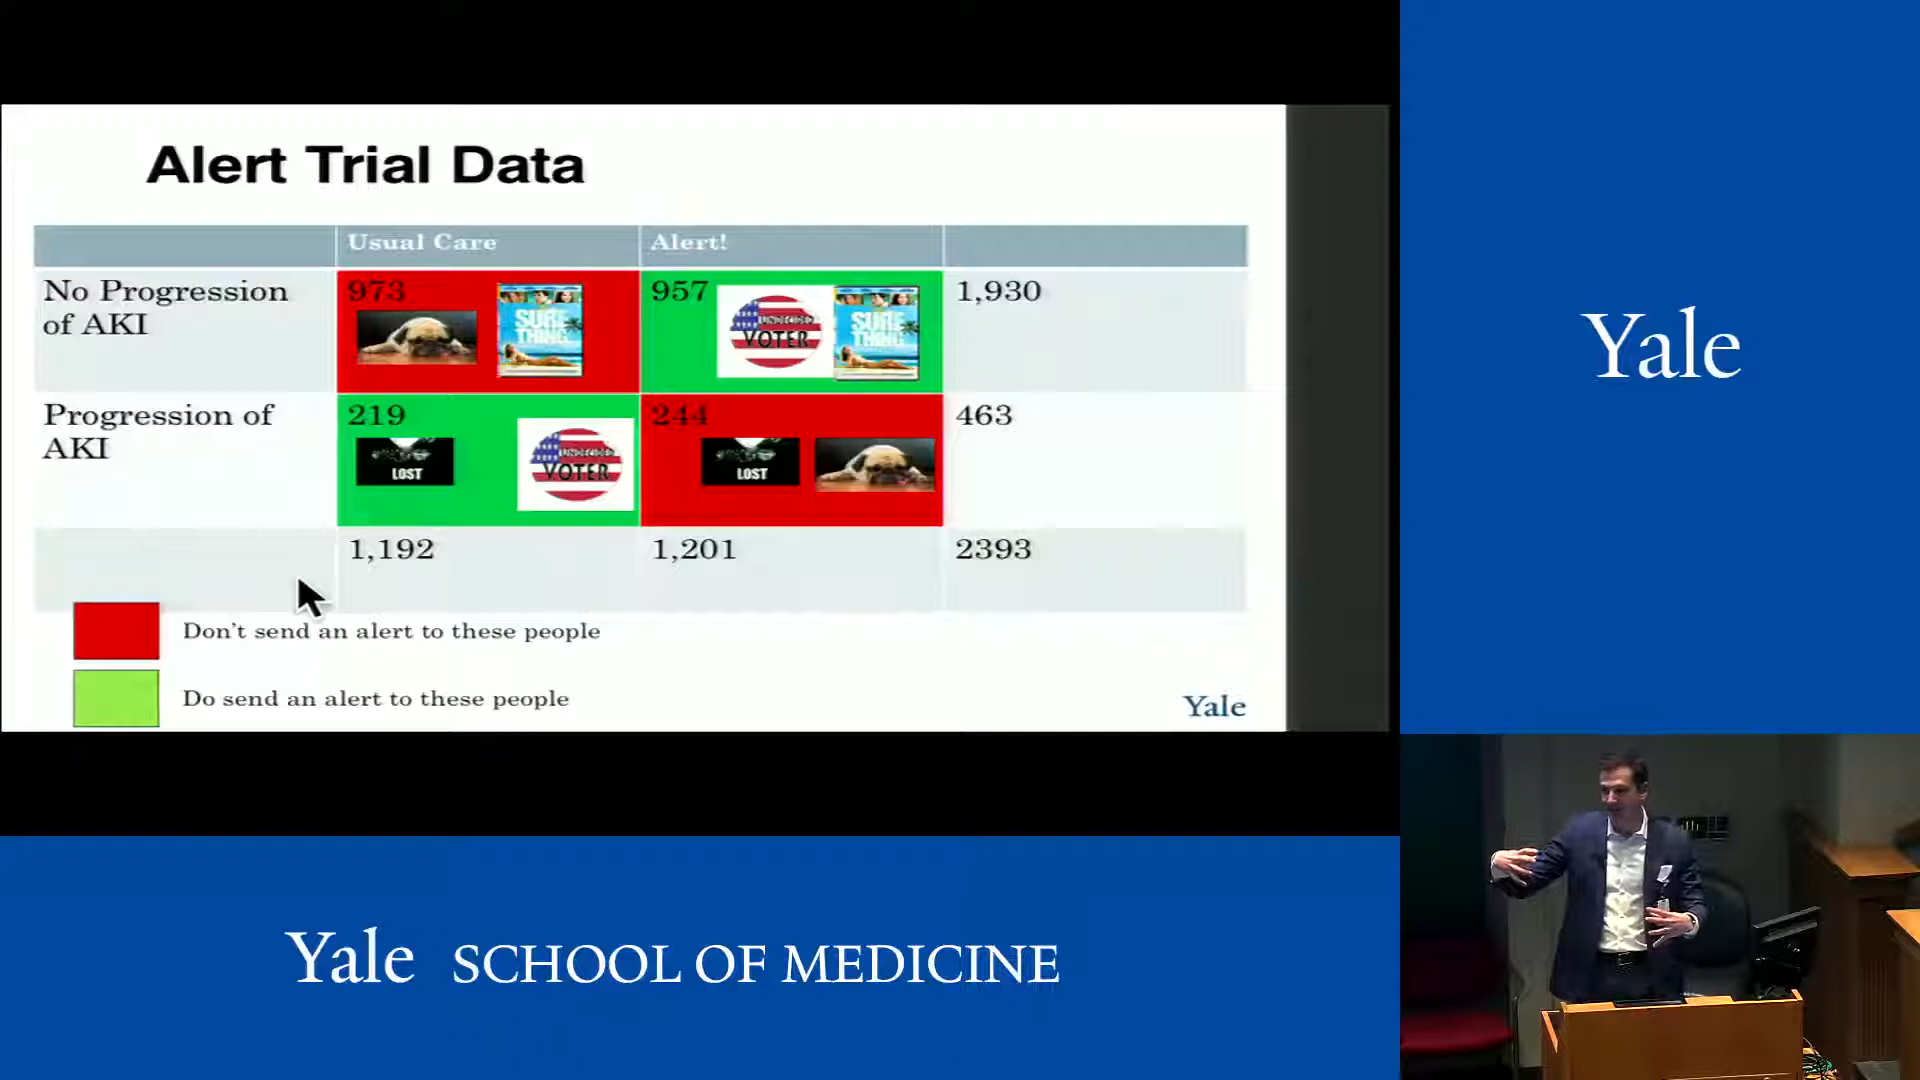 Alert Trial Data
Usual Care
Alert!
No Progression
of AKI
973
SURE
THING
957
UNDECIDED
VOTER
SURE
THING
1,930
Progression of
AKI
219
LOST
UNDECIDED
VOTER
244
LOST
463
1,192
1,201
2393
Don't send an alert to these people
Do send an alert to these people
Yale
Yale
Yale SCHOOL OF MEDICINE